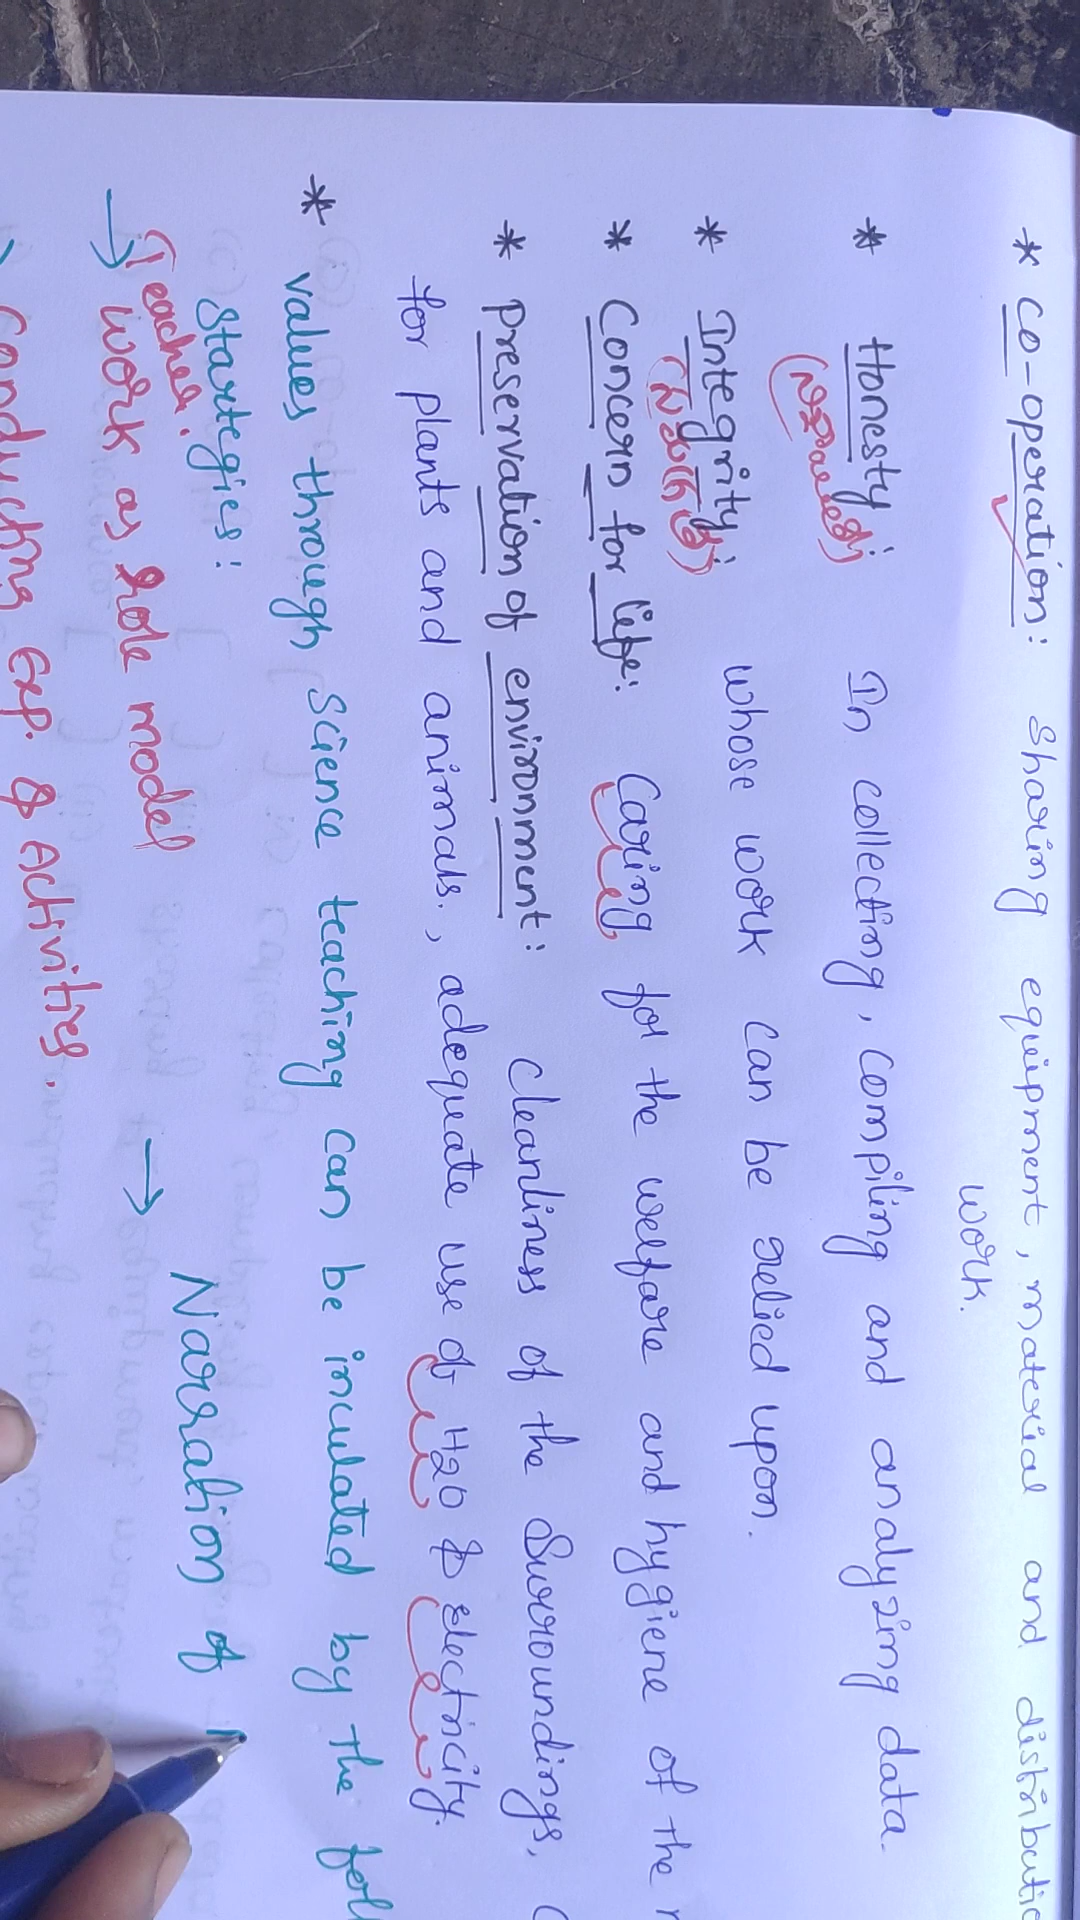 * Co-operation: Sharing equipment, material and distributio
work.
* Honesty: In collecting, compiling and analyzing data.
* Integrity: whose work can be relied upon.
* Concern for life: Caring for the welfare and hygiene of the
* Preservation of environment: cleanliness of the Surroundings,
for plants and animals, adequate use of H2O & electricity.
* values through science teaching can be inculated by the foll
startegies:
→ Teacher work as role model → Narration of
Conducting Exp. & Activities.